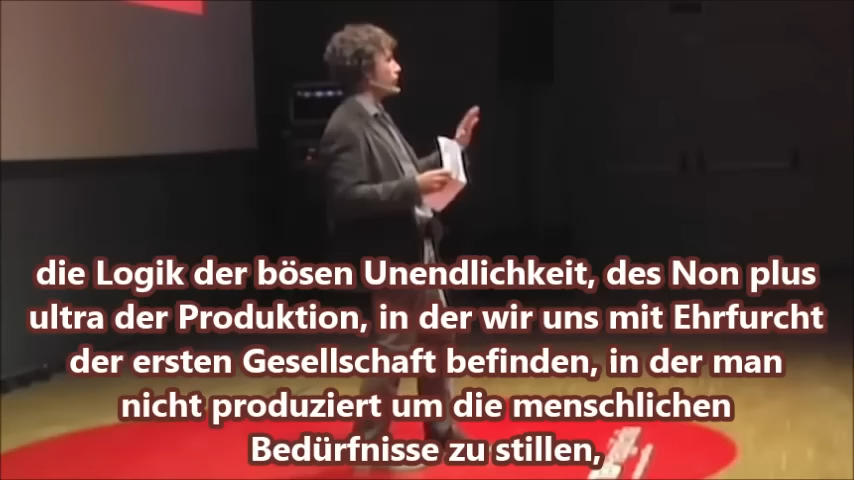 die Logik der bösen Unendlichkeit, des Non plus
ultra der Produktion, in der wir uns mit Ehrfurcht
der ersten Gesellschaft befinden, in der man
nicht produziert um die menschlichen
Bedürfnisse zu stillen,